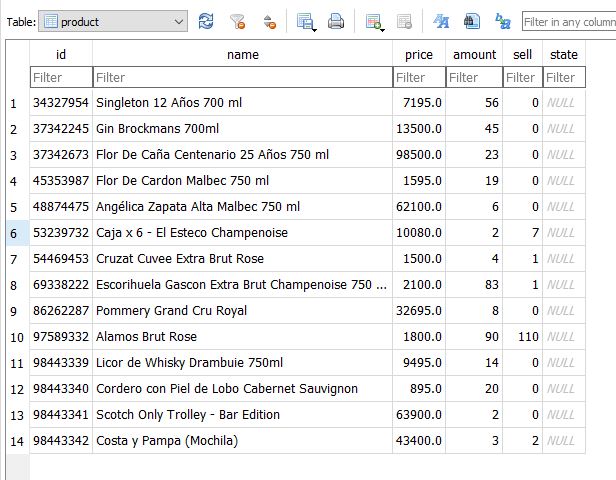 Table: product Filter in any column
id name price amount sell state
Filter Filter Filter Filter Filter Filter
1 34327954 Singleton 12 Años 700 ml 7195.0 56 0 NULL
2 37342245 Gin Brockmans 700ml 13500.0 45 0 NULL
3 37342673 Flor De Caña Centenario 25 Años 750 ml 98500.0 23 0 NULL
4 45353987 Flor De Cardon Malbec 750 ml 1595.0 19 0 NULL
5 48874475 Angélica Zapata Alta Malbec 750 ml 62100.0 6 0 NULL
6 53239732 Caja x 6 - El Esteco Champenoise 10080.0 2 7 NULL
7 54469453 Cruzat Cuvee Extra Brut Rose 1500.0 4 1 NULL
8 69338222 Escorihuela Gascon Extra Brut Champenoise 750 ... 2100.0 83 1 NULL
9 86262287 Pommery Grand Cru Royal 32695.0 8 0 NULL
10 97589332 Alamos Brut Rose 1800.0 90 110 NULL
11 98443339 Licor de Whisky Drambuie 750ml 9495.0 14 0 NULL
12 98443340 Cordero con Piel de Lobo Cabernet Sauvignon 895.0 20 0 NULL
13 98443341 Scotch Only Trolley - Bar Edition 63900.0 2 0 NULL
14 98443342 Costa y Pampa (Mochila) 43400.0 3 2 NULL